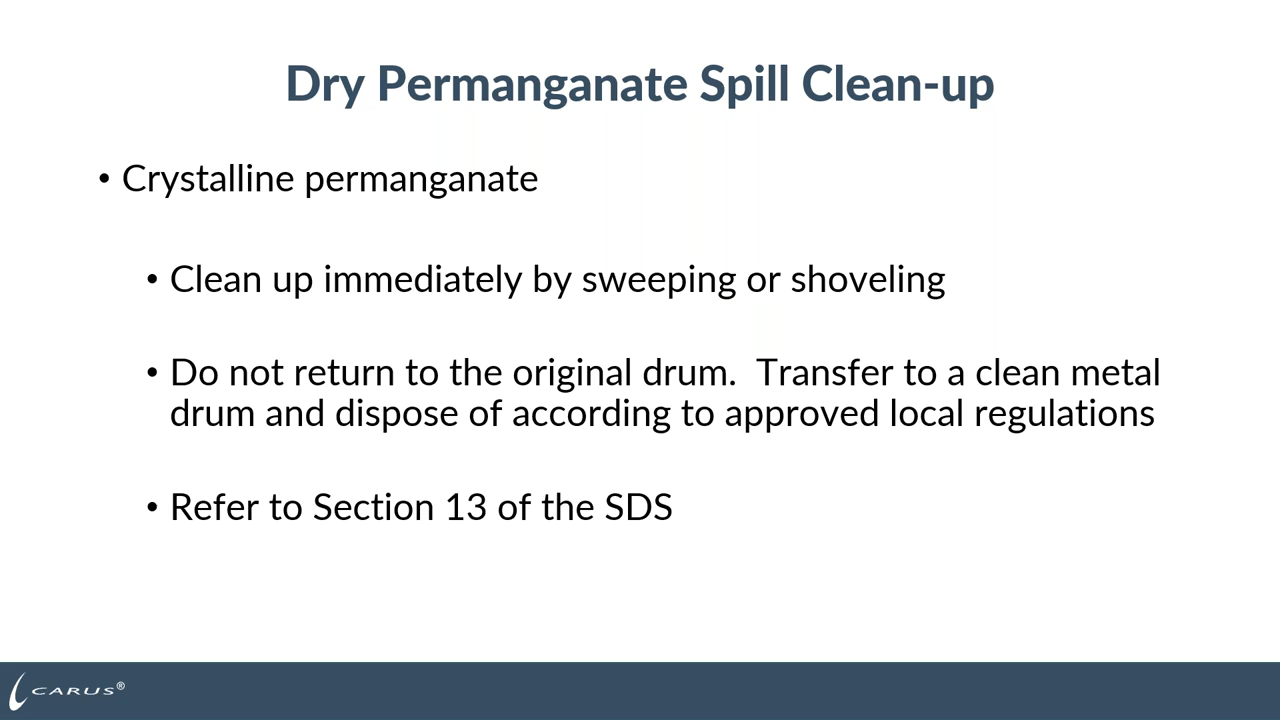 Dry Permanganate Spill Clean-up
• Crystalline permanganate
• Clean up immediately by sweeping or shoveling
• Do not return to the original drum.  Transfer to a clean metal
drum and dispose of according to approved local regulations
• Refer to Section 13 of the SDS
CARUS®